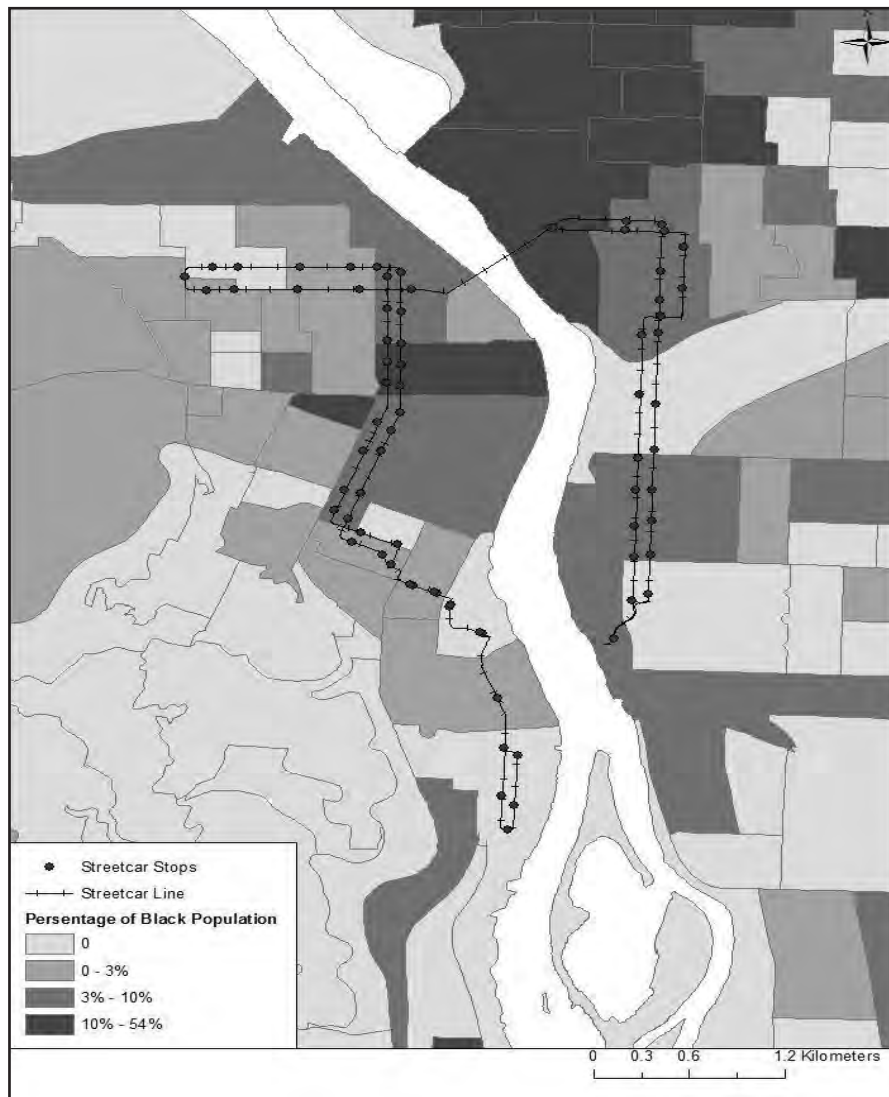 Streetcar Stops
Streetcar Line
Persentage of Black Population
0
0 - 3%
3% - 10%
10% - 54%
0 0.3 0.6 1.2 Kilometers